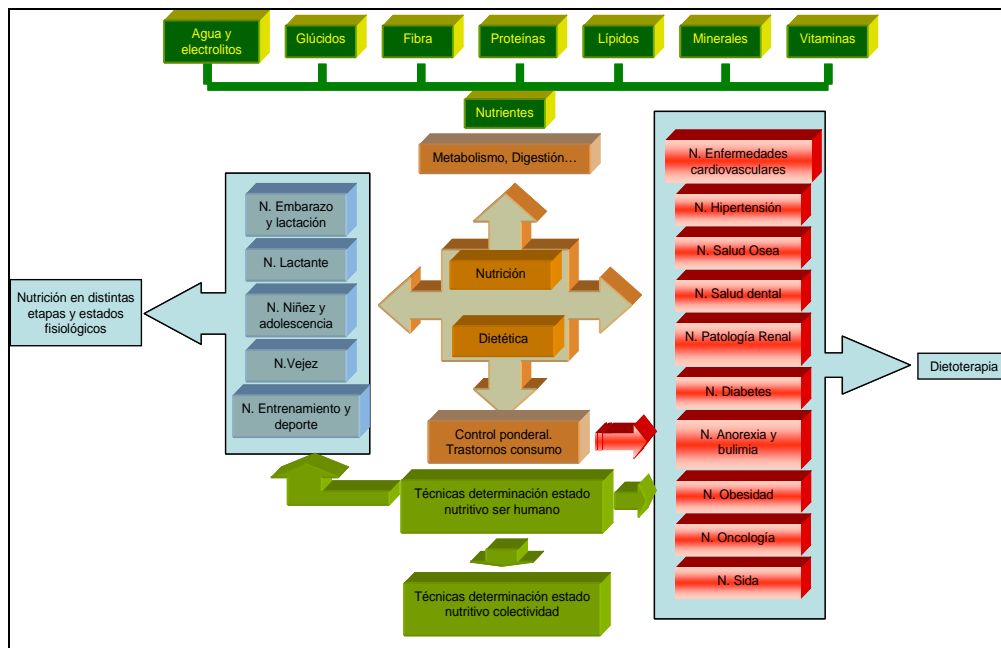 Agua y
electrolitos
Glúcidos
Fibra
Proteínas
Lípidos
Minerales
Vitaminas
Nutrientes
Metabolismo, Digestión…
N. Embarazo
y lactación
N. Lactante
N. Niñez y
adolescencia
N.Vejez
N. Entrenamiento y
deporte
Nutrición en distintas
etapas y estados
fisiológicos
Nutrición
Dietética
Control ponderal.
Trastornos consumo
Técnicas determinación estado
nutritivo ser humano
Técnicas determinación estado
nutritivo colectividad
N. Enfermedades
cardiovasculares
N. Hipertensión
N. Salud Osea
N. Salud dental
N. Patología Renal
N. Diabetes
N. Anorexia y
bulimia
N. Obesidad
N. Oncología
N. Sida
Dietoterapia